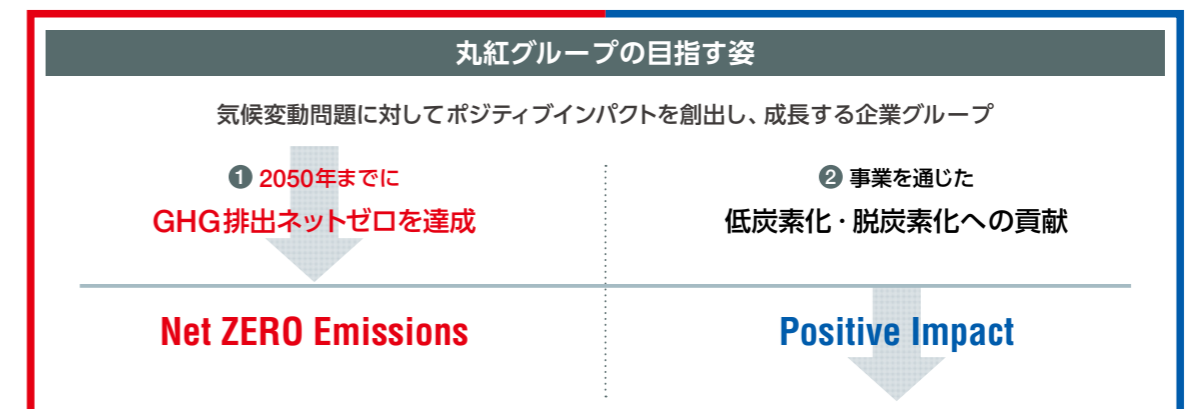 丸紅グループの目指す姿
気候変動問題に対してポジティブインパクトを創出し、成長する企業グループ
❶ 2050年までに
GHG排出ネットゼロを達成
Net ZERO Emissions
❷ 事業を通じた
低炭素化・脱炭素化への貢献
Positive Impact